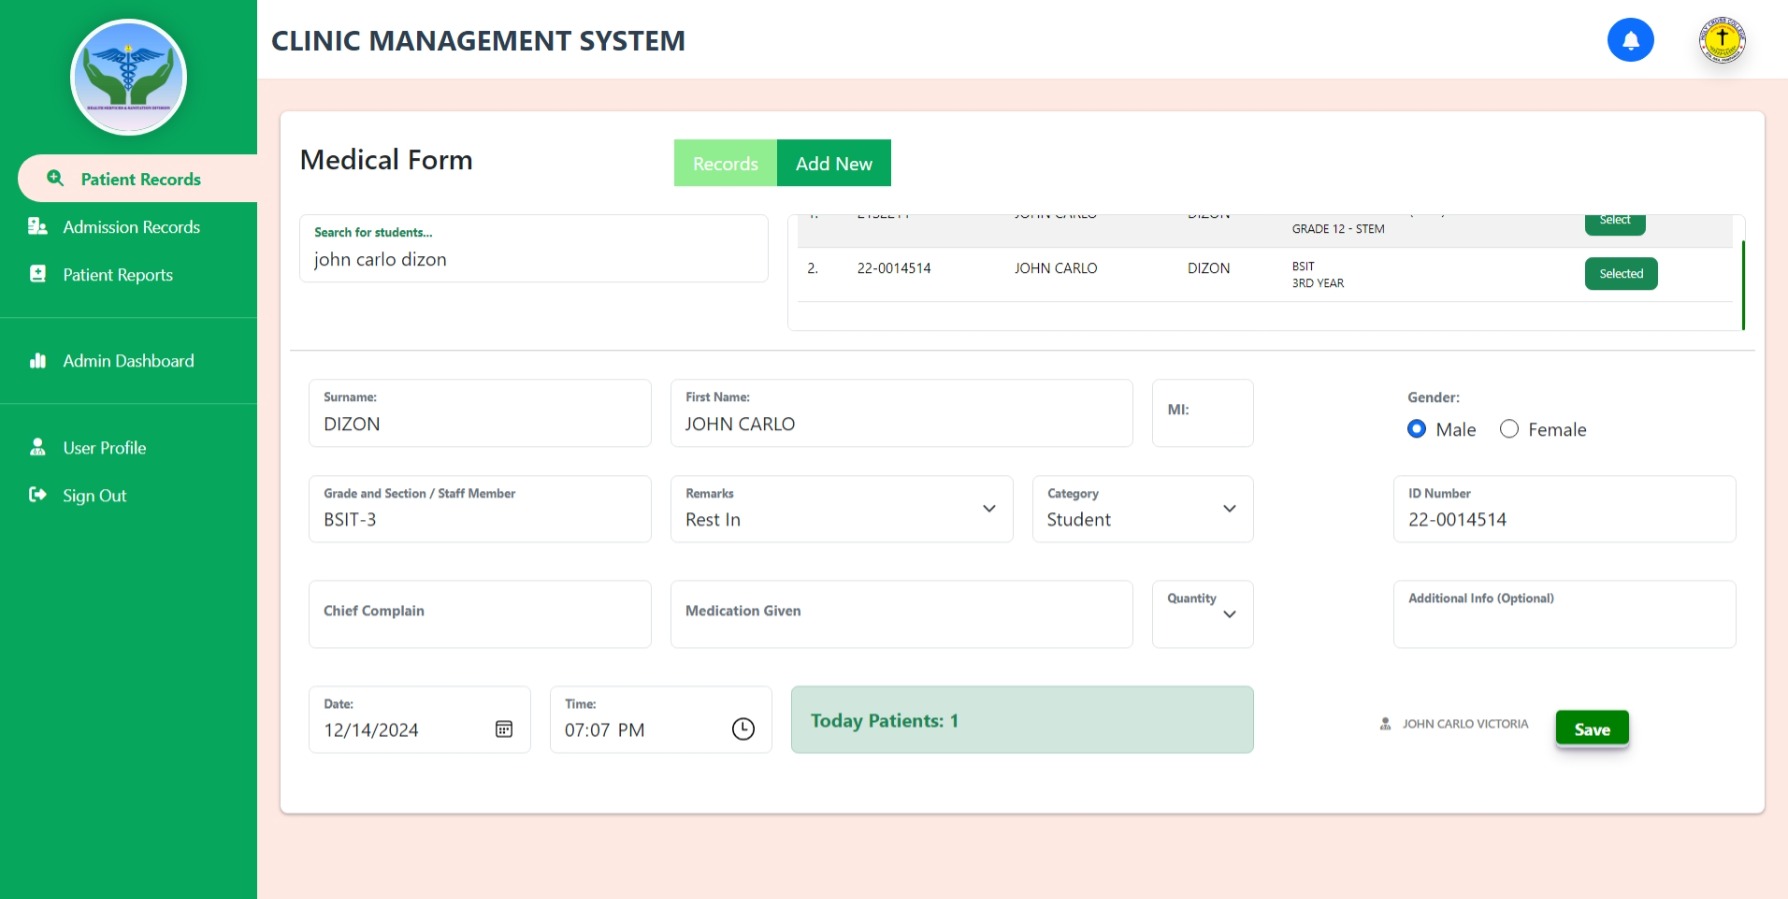 CLINIC MANAGEMENT SYSTEM
Patient Records
Admission Records
Patient Reports
Admin Dashboard
User Profile
Sign Out
Medical Form
Records
Add New
Search for students...
john carlo dizon
1. JOHN CARLO DIZON
GRADE 12 - STEM
Select
2. 22-0014514 JOHN CARLO DIZON BSIT
3RD YEAR
Selected
Surname:
DIZON
First Name:
JOHN CARLO
MI:
Gender:
Male
Female
Grade and Section / Staff Member
BSIT-3
Remarks
Rest In
Category
Student
ID Number
22-0014514
Chief Complain
Medication Given
Quantity
Additional Info (Optional)
Date:
12/14/2024
Time:
07:07 PM
Today Patients: 1
JOHN CARLO VICTORIA
Save